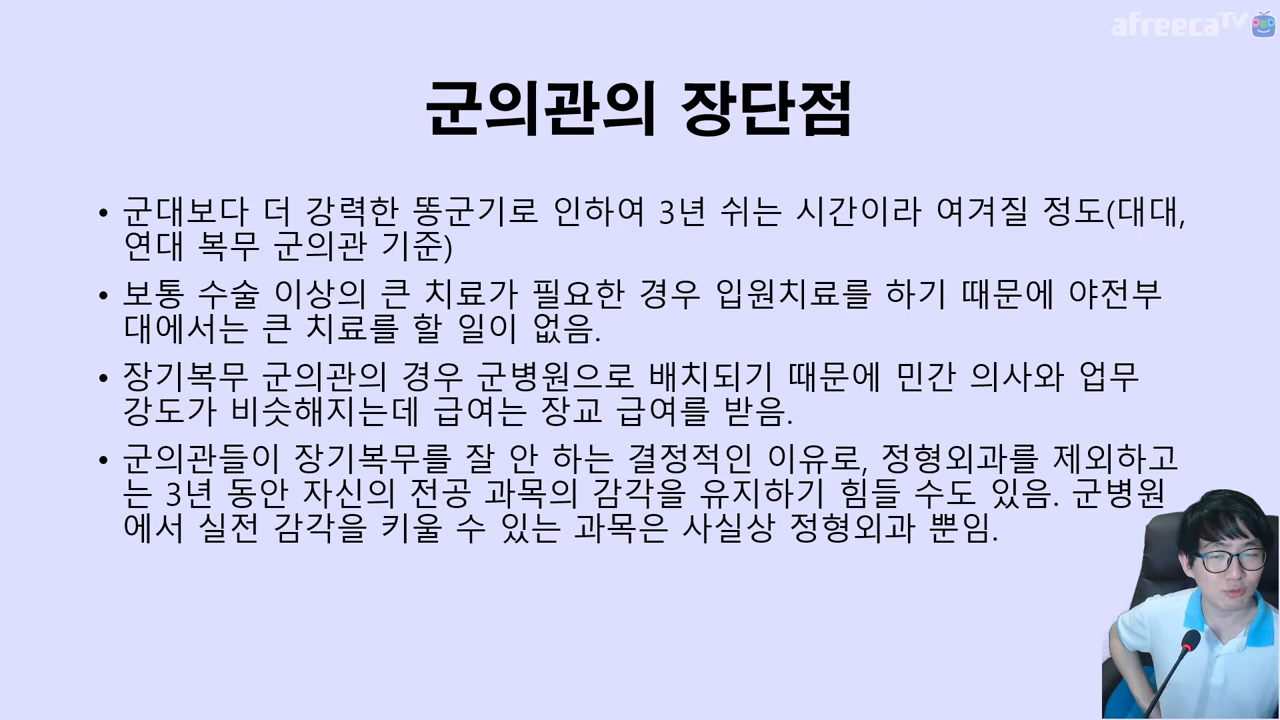 afreecaTV
군의관의 장단점
• 군대보다 더 강력한 똥군기로 인하여 3년 쉬는 시간이라 여겨질 정도(대대,
연대 복무 군의관 기준)
• 보통 수술 이상의 큰 치료가 필요한 경우 입원치료를 하기 때문에 야전부
대에서는 큰 치료를 할 일이 없음.
• 장기복무 군의관의 경우 군병원으로 배치되기 때문에 민간 의사와 업무
강도가 비슷해지는데 급여는 장교 급여를 받음.
• 군의관들이 장기복무를 잘 안 하는 결정적인 이유로, 정형외과를 제외하고
는 3년 동안 자신의 전공 과목의 감각을 유지하기 힘들 수도 있음. 군병원
에서 실전 감각을 키울 수 있는 과목은 사실상 정형외과 뿐임.